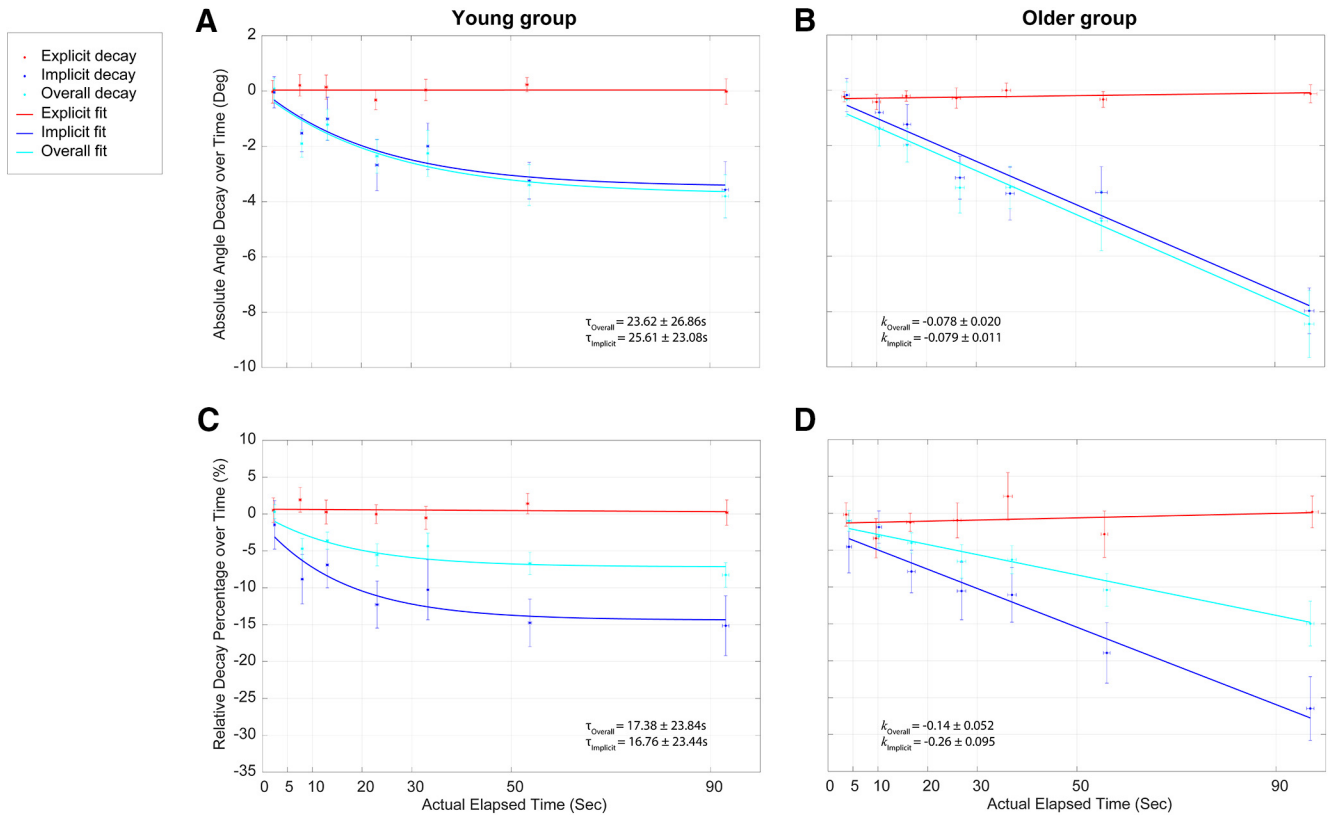 Explicit decay
Implicit decay
Overall decay
Explicit fit
Implicit fit
Overall fit
A
Young group
Absolute Angle Decay over Time (Deg)
2
0
-2
-4
-6
-8
-10
τOverall = 23.62 ± 26.86s
τImplicit = 25.61 ± 23.08s
B
Older group
kOverall = -0.078 ± 0.020
kImplicit = -0.079 ± 0.011
C
Relative Decay Percentage over Time (%)
10
5
0
-5
-10
-15
-20
-25
-30
-35
τOverall = 17.38 ± 23.84s
τImplicit = 16.76 ± 23.44s
0 5 10 20 30 50 90
Actual Elapsed Time (Sec)
D
kOverall = -0.14 ± 0.052
kImplicit = -0.26 ± 0.095
0 5 10 30 50 90
Actual Elapsed Time (Sec)